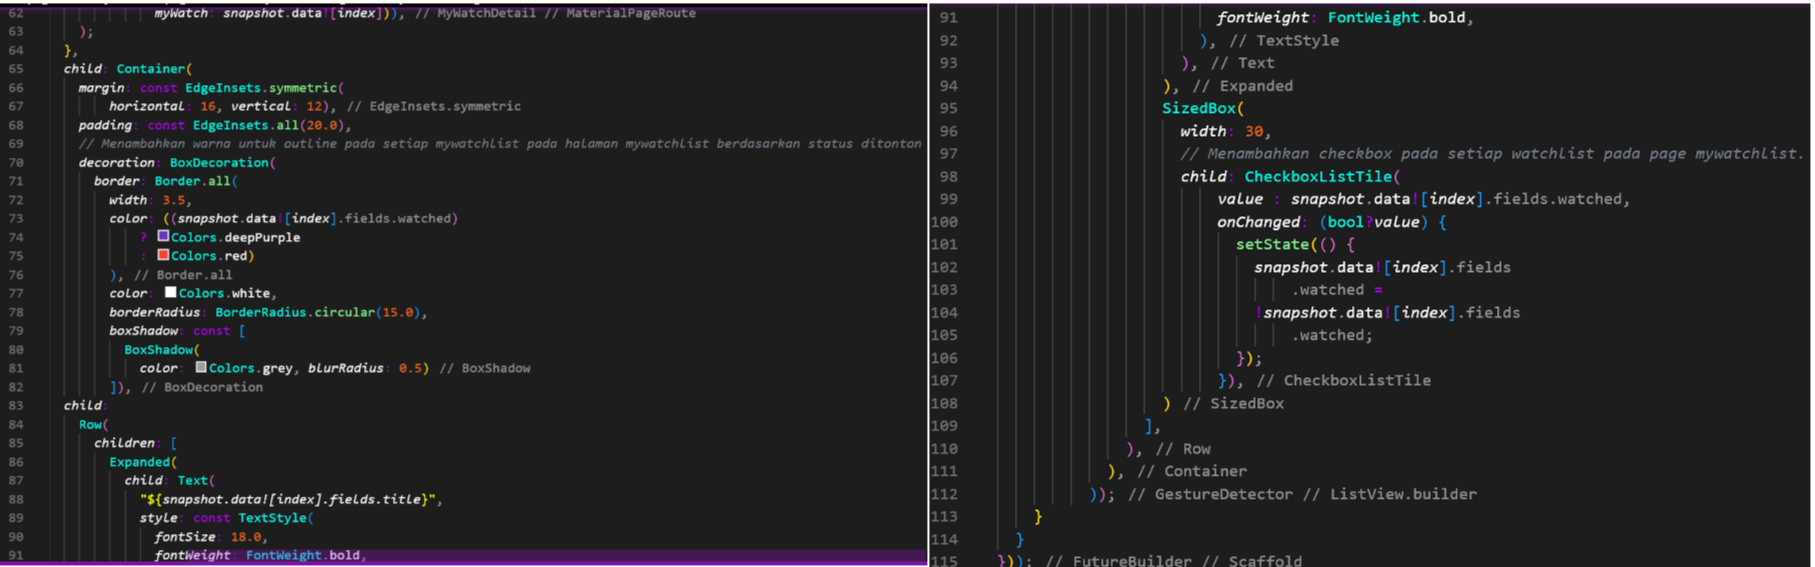 62 myWatch: snapshot.data![index])), // MyWatchDetail // MaterialPageRoute
63 );
64 },
65 child: Container(
66 margin: const EdgeInsets.symmetric(
67 horizontal: 16, vertical: 12), // EdgeInsets.symmetric
68 padding: const EdgeInsets.all(20.0),
69 // Menambahkan warna untuk outline pada setiap mywatchlist pada halaman mywatchlist berdasarkan status ditonton
70 decoration: BoxDecoration(
71 border: Border.all(
72 width: 3.5,
73 color: ((snapshot.data![index].fields.watched)
74 ? Colors.deepPurple
75 : Colors.red)
76 ), // Border.all
77 color: Colors.white,
78 borderRadius: BorderRadius.circular(15.0),
79 boxShadow: const [
80 BoxShadow(
81 color: Colors.grey, blurRadius: 0.5) // BoxShadow
82 ]), // BoxDecoration
83 child:
84 Row(
85 children: [
86 Expanded(
87 child: Text(
88 "${snapshot.data![index].fields.title}",
89 style: const TextStyle(
90 fontSize: 18.0,
91 fontWeight: FontWeight.bold,
91 fontWeight: FontWeight.bold,
92 ), // TextStyle
93 ), // Text
94 ), // Expanded
95 SizedBox(
96 width: 30,
97 // Menambahkan checkbox pada setiap watchlist pada page mywatchlist.
98 child: CheckboxListTile(
99 value : snapshot.data![index].fields.watched,
100 onChanged: (bool?value) {
101 setState(() {
102 snapshot.data![index].fields
103 .watched =
104 !snapshot.data![index].fields
105 .watched;
106 });
107 }), // CheckboxListTile
108 ) // SizedBox
109 ],
110 ), // Row
111 ), // Container
112 )); // GestureDetector // ListView.builder
113 }
114 }
115 })); // FutureBuilder // Scaffold